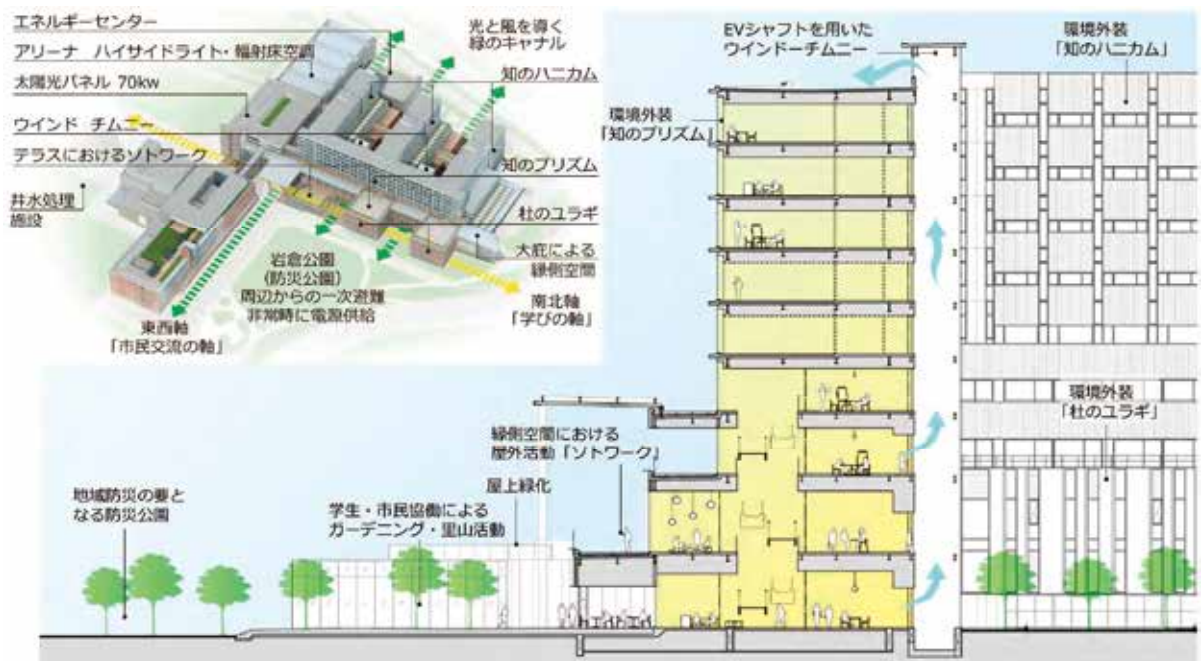 エネルギーセンター
アリーナ ハイサイドライト・輻射床空調
太陽光パネル 70kw
ウインド チムニー
テラスにおけるソトワーク
井水処理
施設
光と風を導く
緑のキャナル
知のハニカム
知のプリズム
杜のユラギ
大庇による
縁側空間
岩倉公園
(防災公園)
周辺からの一次避難
非常時に電源供給
南北軸
「学びの軸」
東西軸
「市民交流の軸」
EVシャフトを用いた
ウインドーチムニー
環境外装
「知のハニカム」
環境外装
「知のプリズム」
環境外装
「杜のユラギ」
縁側空間における
屋外活動「ソトワーク」
屋上緑化
地域防災の要と
なる防災公園
学生・市民協働による
ガーデニング・里山活動